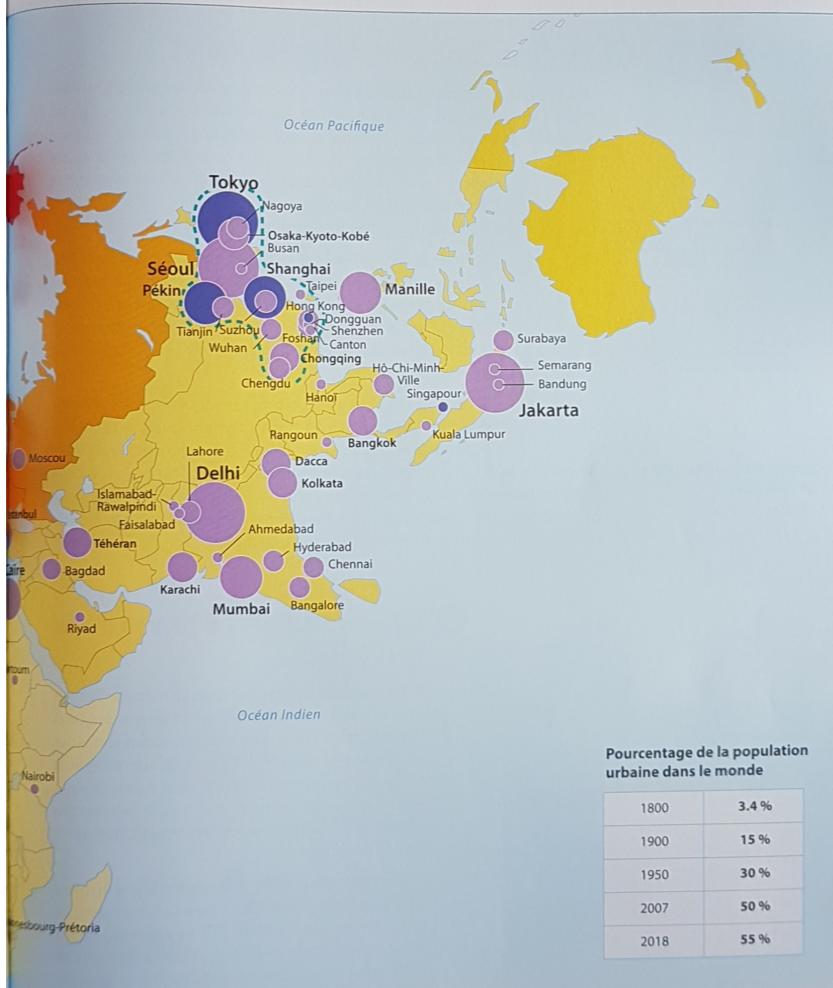 Océan Pacifique
Tokyo
Nagoya
Osaka-Kyoto-Kobé
Busan
Séoul
Shanghai
Pékin
Taipei
Manille
Hong Kong
Dongguan
Tianjin
Suzhou
Shenzhen
Foshan
Canton
Wuhan
Chongqing
Surabaya
Hô-Chi-Minh-
Ville
Semarang
Chengdu
Hanoï
Singapour
Bandung
Jakarta
Rangoun
Bangkok
Kuala Lumpur
Moscou
Lahore
Dacca
Delhi
Kolkata
Islamabad-
Rawalpindi
Faisalabad
Ahmedabad
Téhéran
Hyderabad
Chennai
Bagdad
Karachi
Mumbai
Bangalore
Riyad
Océan Indien
Nairobi
Pourcentage de la population
urbaine dans le monde
1800 3.4 %
1900 15 %
1950 30 %
2007 50 %
2018 55 %